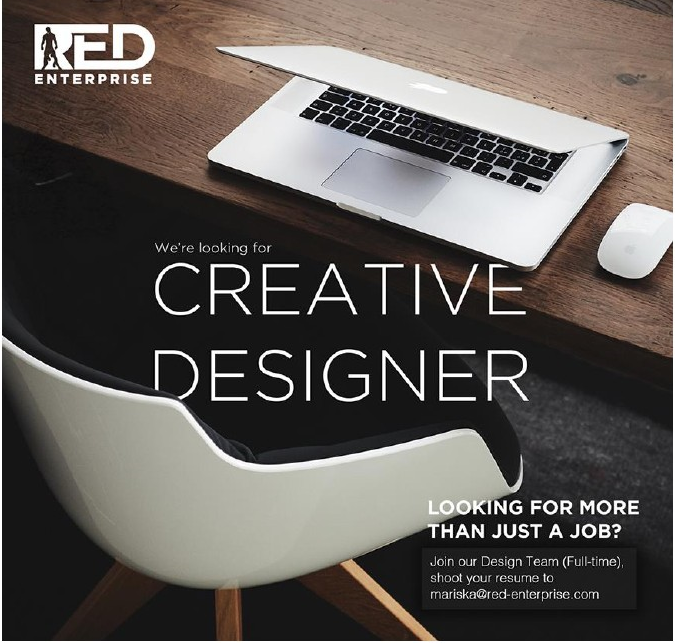 RED
ENTERPRISE
We're looking for
CREATIVE
DESIGNER
LOOKING FOR MORE
THAN JUST A JOB?
Join our Design Team (Full-time),
shoot your resume to
mariska@red-enterprise.com